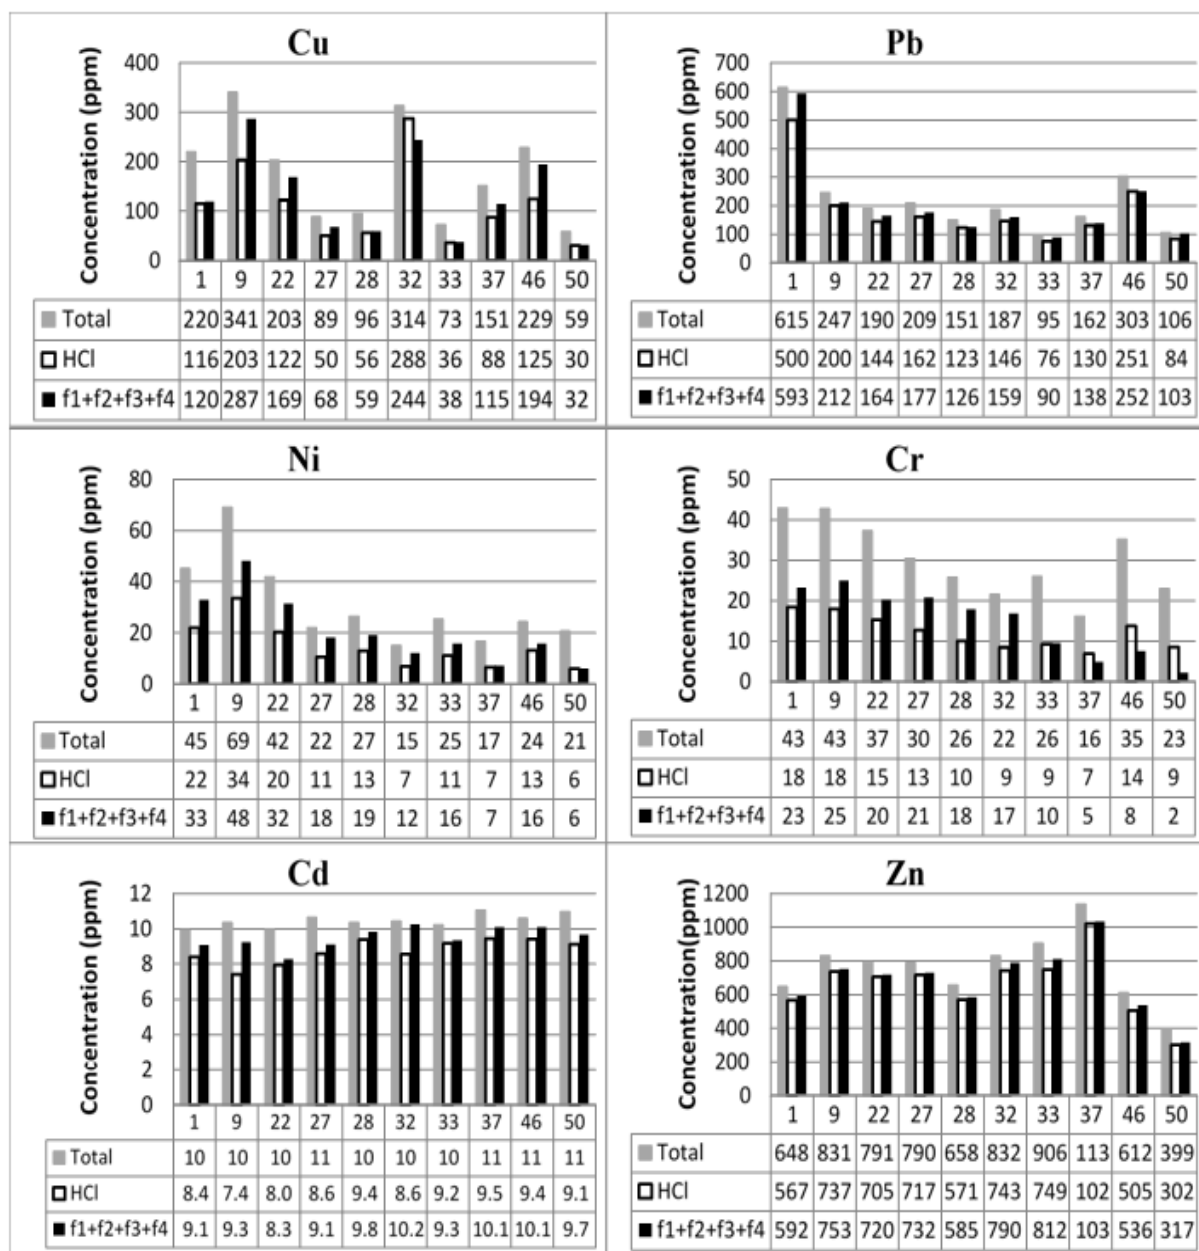 Cu
Concentration (ppm)
400
300
200
100
0
1 9 22 27 28 32 33 37 46 50
Total 220 341 203 89 96 314 73 151 229 59
HCl 116 203 122 50 56 288 36 88 125 30
f1+f2+f3+f4 120 287 169 68 59 244 38 115 194 32
Pb
Concentration (ppm)
700
600
500
400
300
200
100
0
1 9 22 27 28 32 33 37 46 50
Total 615 247 190 209 151 187 95 162 303 106
HCl 500 200 144 162 123 146 76 130 251 84
f1+f2+f3+f4 593 212 164 177 126 159 90 138 252 103
Ni
Concentration (ppm)
80
60
40
20
0
1 9 22 27 28 32 33 37 46 50
Total 45 69 42 22 27 15 25 17 24 21
HCl 22 34 20 11 13 7 11 7 13 6
f1+f2+f3+f4 33 48 32 18 19 12 16 7 16 6
Cr
Concentration (ppm)
50
40
30
20
10
0
1 9 22 27 28 32 33 37 46 50
Total 43 43 37 30 26 22 26 16 35 23
HCl 18 18 15 13 10 9 9 7 14 9
f1+f2+f3+f4 23 25 20 21 18 17 10 5 8 2
Cd
Concentration (ppm)
12
10
8
6
4
2
0
1 9 22 27 28 32 33 37 46 50
Total 10 10 10 11 10 10 10 11 11 11
HCl 8.4 7.4 8.0 8.6 9.4 8.6 9.2 9.5 9.4 9.1
f1+f2+f3+f4 9.1 9.3 8.3 9.1 9.8 10.2 9.3 10.1 10.1 9.7
Zn
Concentration(ppm)
1200
1000
800
600
400
200
0
1 9 22 27 28 32 33 37 46 50
Total 648 831 791 790 658 832 906 113 612 399
HCl 567 737 705 717 571 743 749 102 505 302
f1+f2+f3+f4 592 753 720 732 585 790 812 103 536 317